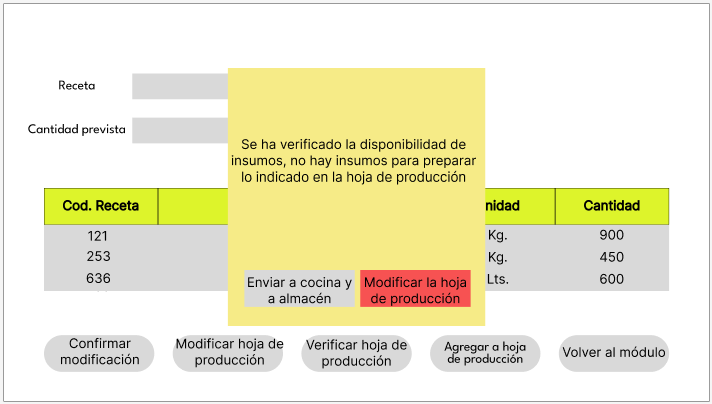 Receta
Cantidad prevista
Se ha verificado la disponibilidad de
insumos, no hay insumos para preparar
lo indicado en la hoja de producción
Cod. Receta
nidad
Cantidad
121
Kg.
900
253
Kg.
450
636
Lts.
600
Enviar a cocina y
a almacén
Modificar la hoja
de producción
Confirmar
modificación
Modificar hoja de
producción
Verificar hoja de
producción
Agregar a hoja
de producción
Volver al módulo